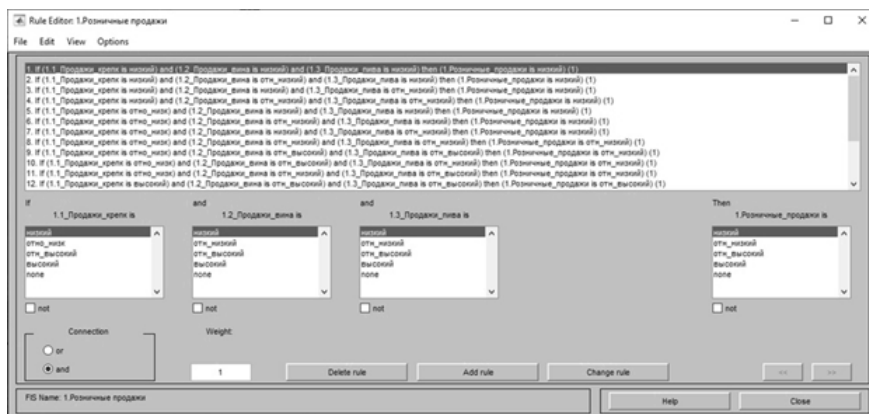 Rule Editor: 1.Розничные продажи
File Edit View Options
1. If (1.1_Продажи_крепк is низкий) and (1.2_Продажи_вина is низкий) and (1.3_Продажи_пива is низкий) then (1.Розничные_продажи is низкий) (1)
2. If (1.1_Продажи_крепк is низкий) and (1.2_Продажи_вина is отн_низкий) and (1.3_Продажи_пива is низкий) then (1.Розничные_продажи is низкий) (1)
3. If (1.1_Продажи_крепк is низкий) and (1.2_Продажи_вина is низкий) and (1.3_Продажи_пива is отн_низкий) then (1.Розничные_продажи is низкий) (1)
4. If (1.1_Продажи_крепк is низкий) and (1.2_Продажи_вина is отн_низкий) and (1.3_Продажи_пива is отн_низкий) then (1.Розничные_продажи is низкий) (1)
5. If (1.1_Продажи_крепк is отно_низк) and (1.2_Продажи_вина is низкий) and (1.3_Продажи_пива is низкий) then (1.Розничные_продажи is низкий) (1)
6. If (1.1_Продажи_крепк is отно_низк) and (1.2_Продажи_вина is отн_низкий) and (1.3_Продажи_пива is низкий) then (1.Розничные_продажи is низкий) (1)
7. If (1.1_Продажи_крепк is отно_низк) and (1.2_Продажи_вина is низкий) and (1.3_Продажи_пива is отн_низкий) then (1.Розничные_продажи is низкий) (1)
8. If (1.1_Продажи_крепк is отно_низк) and (1.2_Продажи_вина is отн_низкий) and (1.3_Продажи_пива is отн_низкий) then (1.Розничные_продажи is отн_низкий) (1)
9. If (1.1_Продажи_крепк is отно_низк) and (1.2_Продажи_вина is отн_высокий) and (1.3_Продажи_пива is отн_высокий) then (1.Розничные_продажи is отн_высокий) (1)
10. If (1.1_Продажи_крепк is отно_низк) and (1.2_Продажи_вина is отн_высокий) and (1.3_Продажи_пива is отн_низкий) then (1.Розничные_продажи is отн_низкий) (1)
11. If (1.1_Продажи_крепк is отно_низк) and (1.2_Продажи_вина is отн_низкий) and (1.3_Продажи_пива is отн_высокий) then (1.Розничные_продажи is отн_низкий) (1)
12. If (1.1_Продажи_крепк is высокий) and (1.2_Продажи_вина is отн_высокий) and (1.3_Продажи_пива is отн_высокий) then (1.Розничные_продажи is отн_высокий) (1)
If and and Then
1.1_Продажи_крепк is 1.2_Продажи_вина is 1.3_Продажи_пива is 1.Розничные_продажи is
низкий низкий низкий низкий
отно_низк отн_низкий отн_низкий отн_низкий
отн_высокий отн_высокий отн_высокий отн_высокий
высокий высокий высокий высокий
none none none none
not not not not
Connection Weight:
or
and 1 Delete rule Add rule Change rule << >>
FIS Name: 1.Розничные продажи Help Close